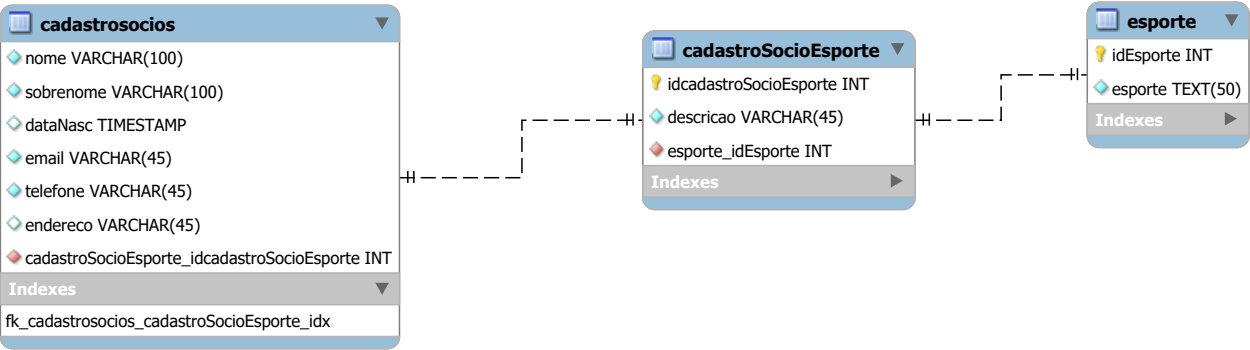 cadastrosocios
nome VARCHAR(100)
sobrenome VARCHAR(100)
dataNasc TIMESTAMP
email VARCHAR(45)
telefone VARCHAR(45)
endereco VARCHAR(45)
cadastroSocioEsporte_idcadastroSocioEsporte INT
Indexes
fk_cadastrosocios_cadastroSocioEsporte_idx
cadastroSocioEsporte
idcadastroSocioEsporte INT
descricao VARCHAR(45)
esporte_idEsporte INT
Indexes
esporte
idEsporte INT
esporte TEXT(50)
Indexes